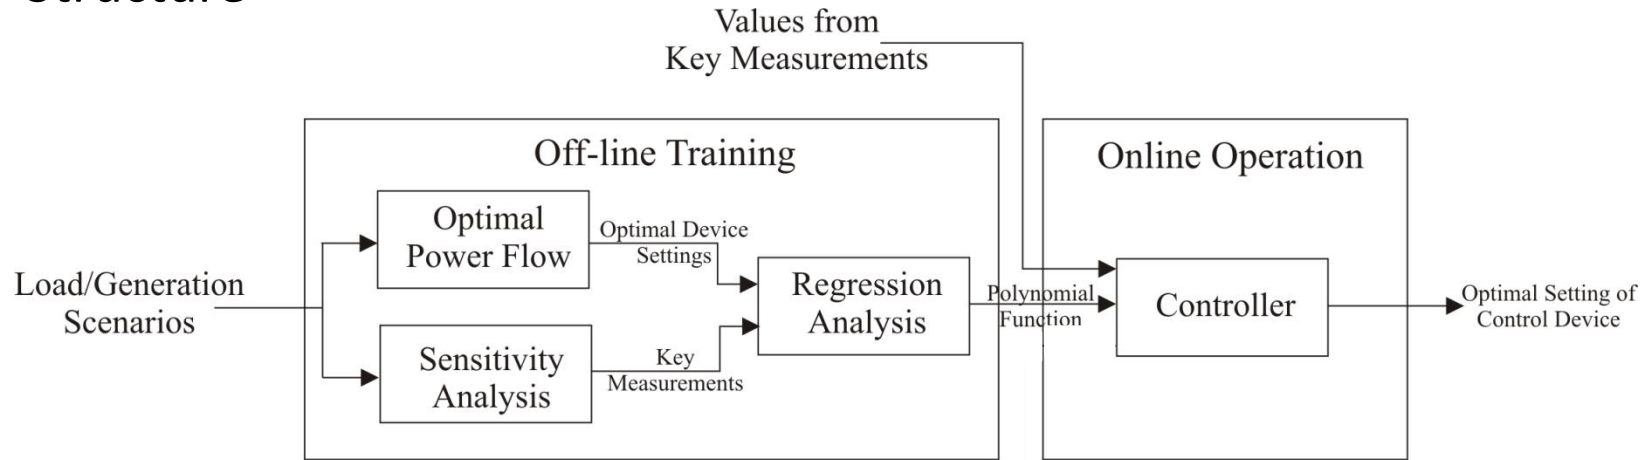 Structure
Values from
Key Measurements
Off-line Training
Online Operation
Optimal
Power Flow
Optimal Device
Settings
Load/Generation
Scenarios
Regression
Analysis
Polynomial
Function
Controller
Optimal Setting of
Control Device
Sensitivity
Analysis
Key
Measurements